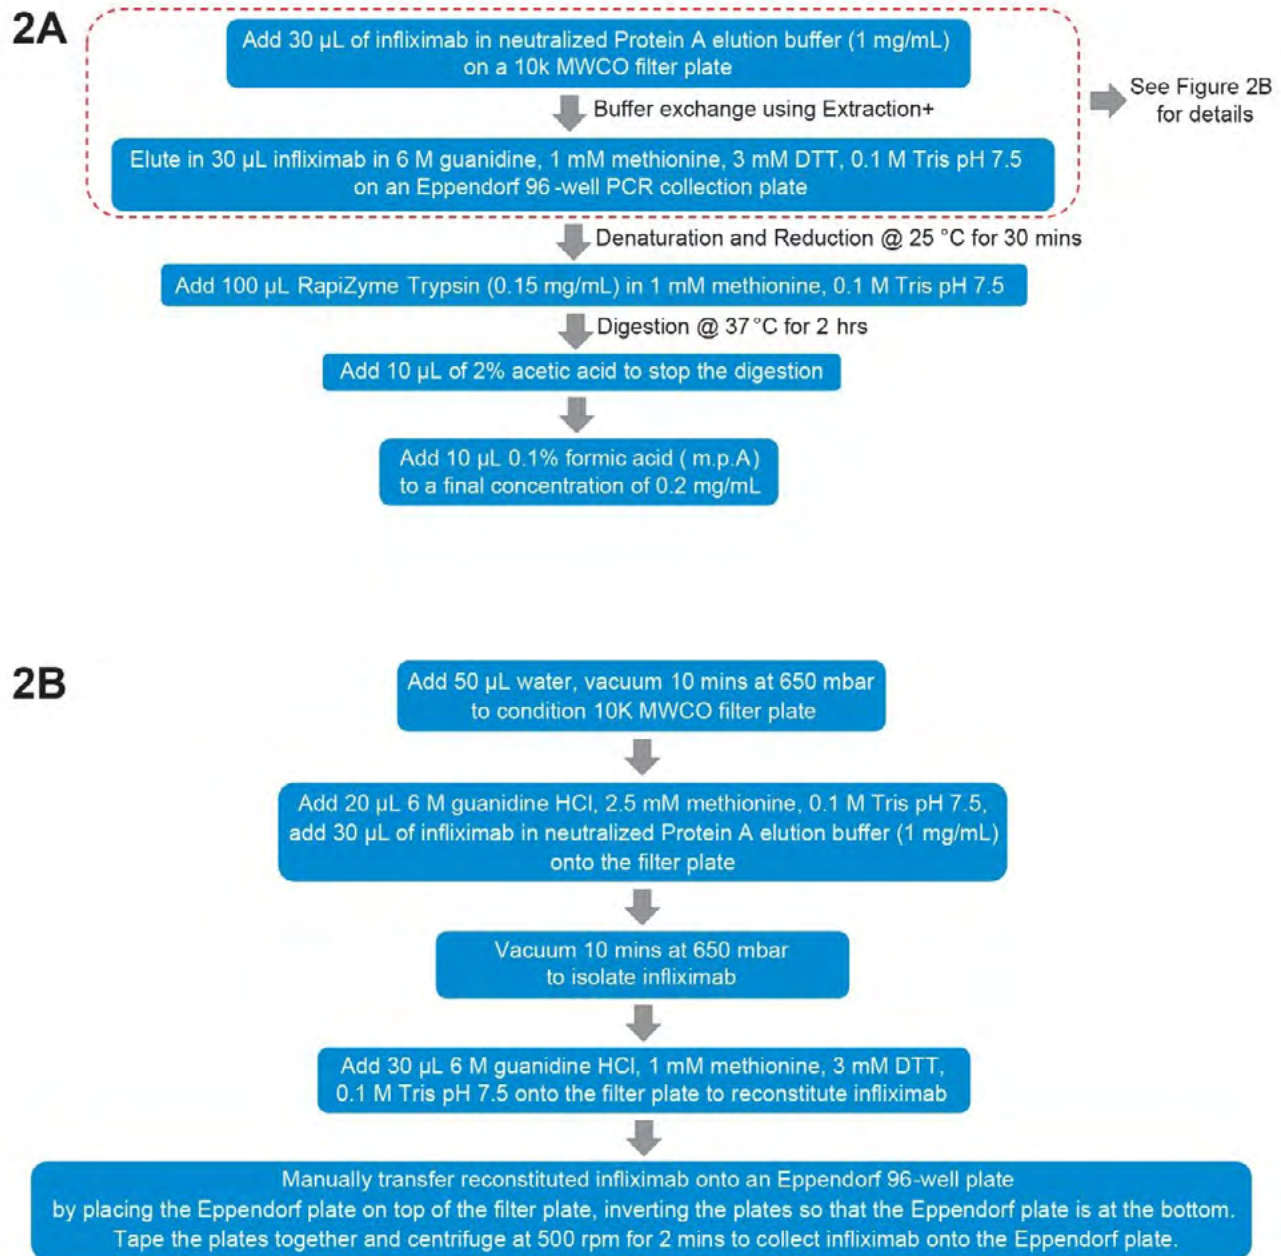 2A
Add 30 µL of infliximab in neutralized Protein A elution buffer (1 mg/mL)
on a 10k MWCO filter plate
See Figure 2B
for details
Buffer exchange using Extraction+
Elute in 30 µL infliximab in 6 M guanidine, 1 mM methionine, 3 mM DTT, 0.1 M Tris pH 7.5
on an Eppendorf 96-well PCR collection plate
Denaturation and Reduction @ 25 °C for 30 mins
Add 100 µL RapiZyme Trypsin (0.15 mg/mL) in 1 mM methionine, 0.1 M Tris pH 7.5
Digestion @ 37 °C for 2 hrs
Add 10 µL of 2% acetic acid to stop the digestion
Add 10 µL 0.1% formic acid ( m.p.A)
to a final concentration of 0.2 mg/mL
2B
Add 50 µL water, vacuum 10 mins at 650 mbar
to condition 10K MWCO filter plate
Add 20 µL 6 M guanidine HCl, 2.5 mM methionine, 0.1 M Tris pH 7.5,
add 30 µL of infliximab in neutralized Protein A elution buffer (1 mg/mL)
onto the filter plate
Vacuum 10 mins at 650 mbar
to isolate infliximab
Add 30 µL 6 M guanidine HCl, 1 mM methionine, 3 mM DTT,
0.1 M Tris pH 7.5 onto the filter plate to reconstitute infliximab
Manually transfer reconstituted infliximab onto an Eppendorf 96-well plate
by placing the Eppendorf plate on top of the filter plate, inverting the plates so that the Eppendorf plate is at the bottom.
Tape the plates together and centrifuge at 500 rpm for 2 mins to collect infliximab onto the Eppendorf plate.